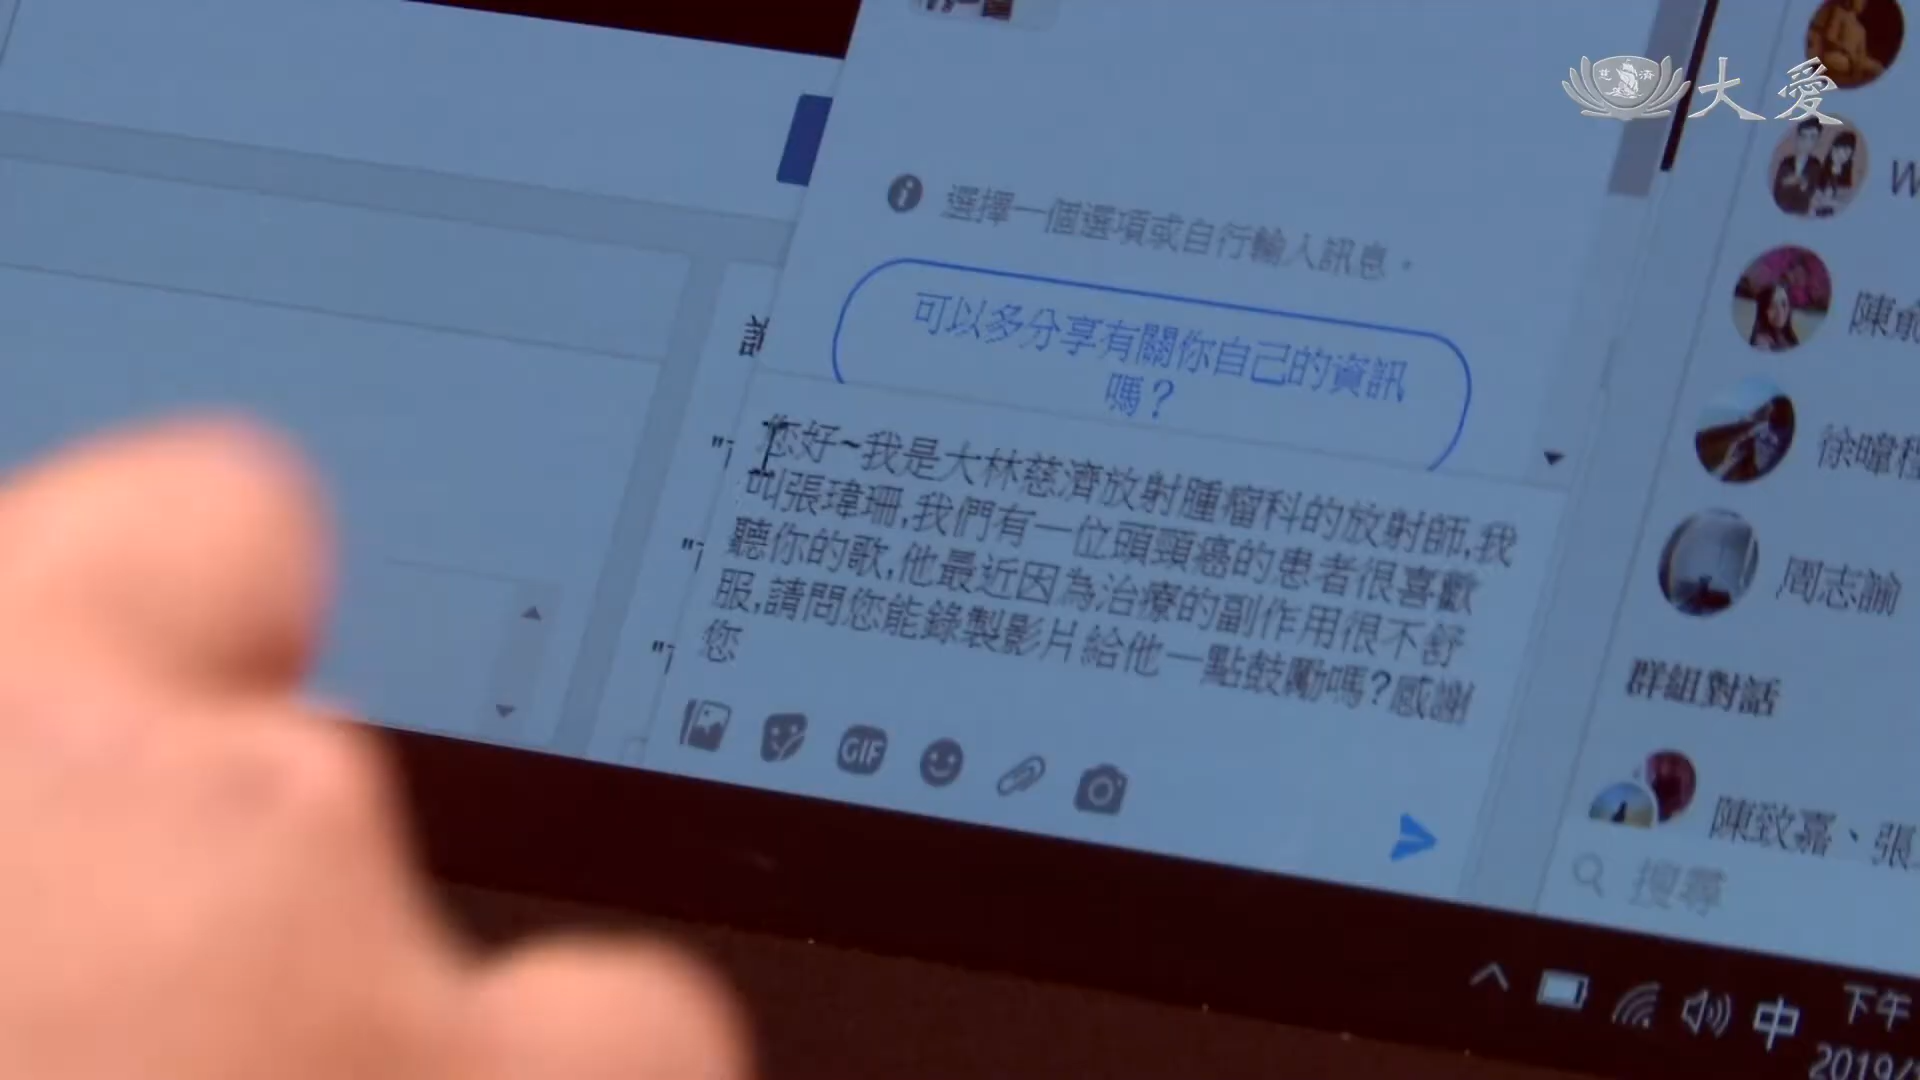 慈濟
大愛
選擇一個選項或自行輸入訊息。
可以多分享有關你自己的資訊
嗎？
您好~我是大林慈濟放射腫瘤科的放射師,我
叫張瑋珊,我們有一位頭頸癌的患者很喜歡
聽你的歌,他最近因為治療的副作用很不舒
服,請問您能錄製影片給他一點鼓勵嗎?感謝
您
GIF
W
陳
徐暐程
周志諭
群組對話
陳致嘉、張
搜尋
中
下午
2019/